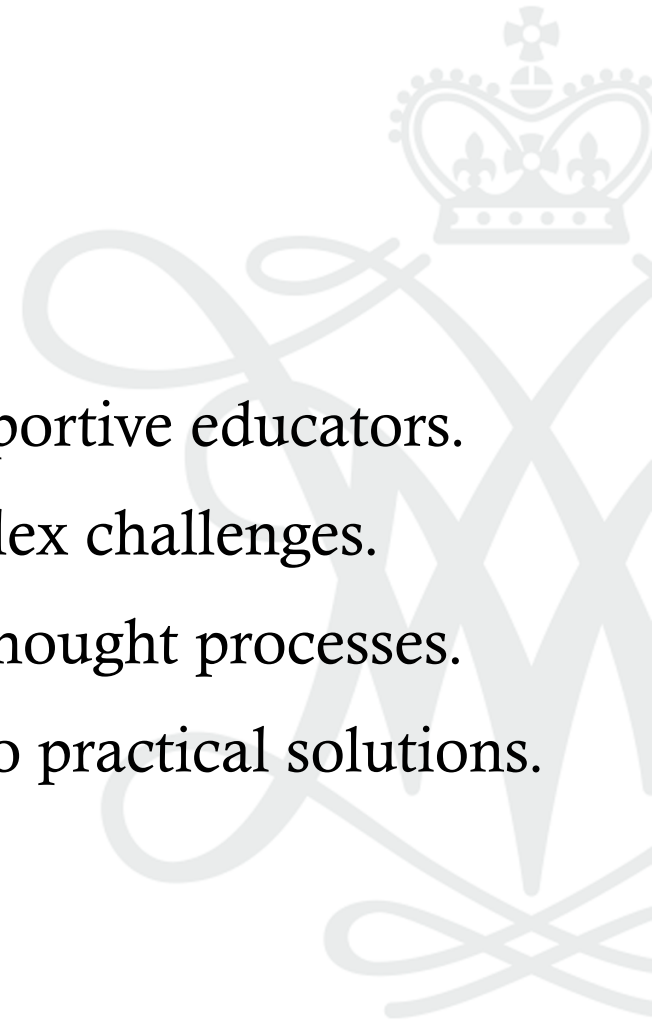 portive educators.
lex challenges.
hought processes.
o practical solutions.